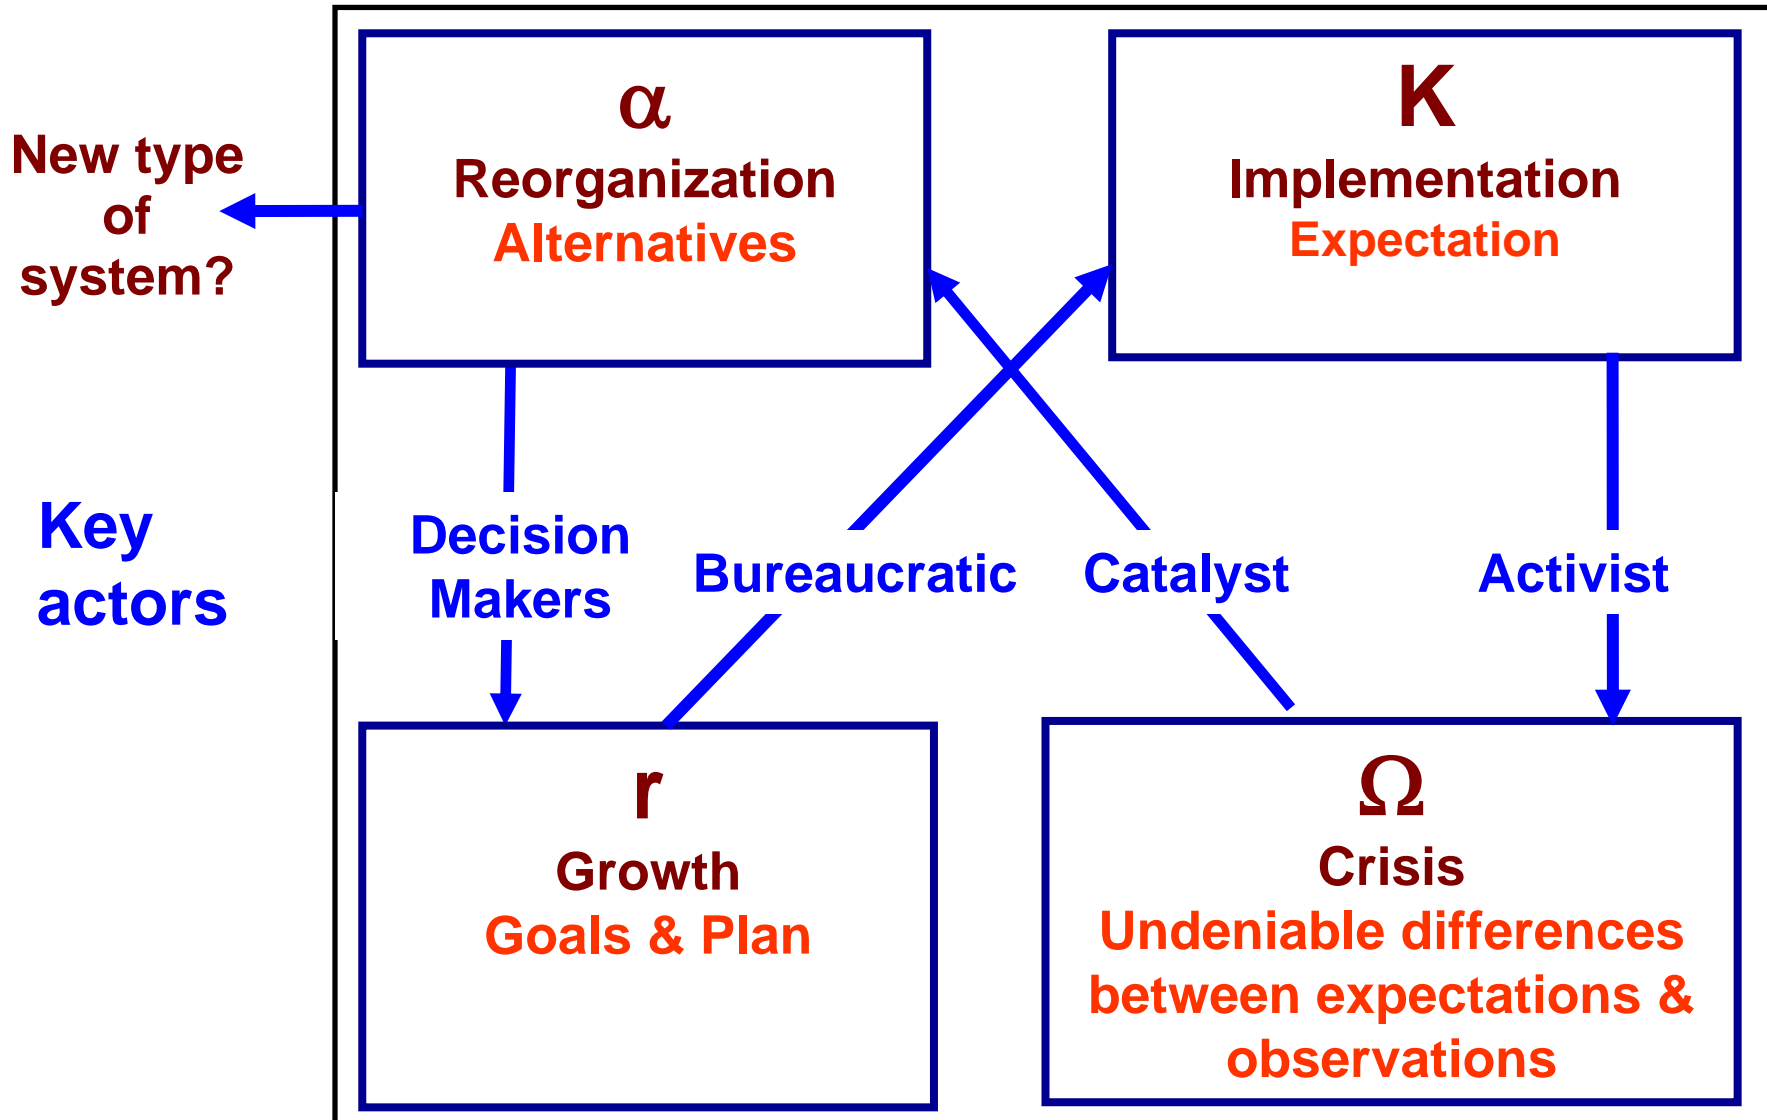 α
Reorganization
Alternatives
K
Implementation
Expectation
New type
of
system?
Key
actors
Decision
Makers
Bureaucratic
Catalyst
Activist
r
Growth
Goals & Plan
Ω
Crisis
Undeniable differences
between expectations &
observations